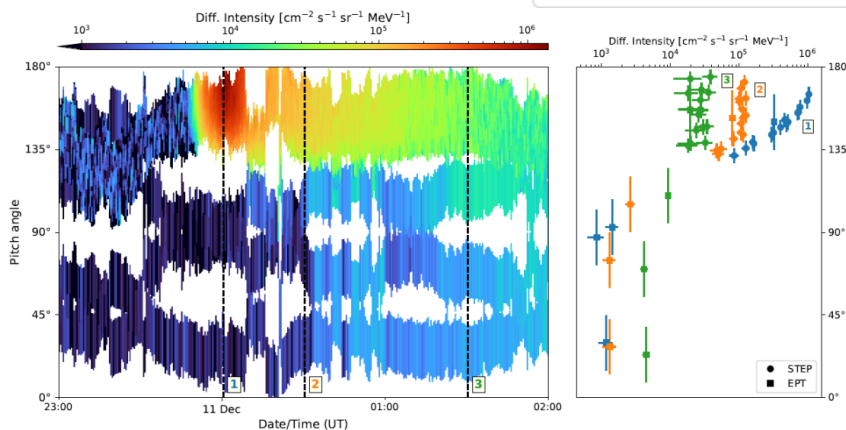 Diff. Intensity [cm⁻² s⁻¹ sr⁻¹ MeV⁻¹]
10³ 10⁴ 10⁵ 10⁶
Diff. Intensity [cm⁻² s⁻¹ sr⁻¹ MeV⁻¹]
10³ 10⁴ 10⁵ 10⁶
Pitch angle
180°
135°
90°
45°
0°
1 2 3
23:00 11 Dec 01:00 02:00
Date/Time (UT)
3
2
1
180°
135°
90°
45°
0°
STEP
EPT